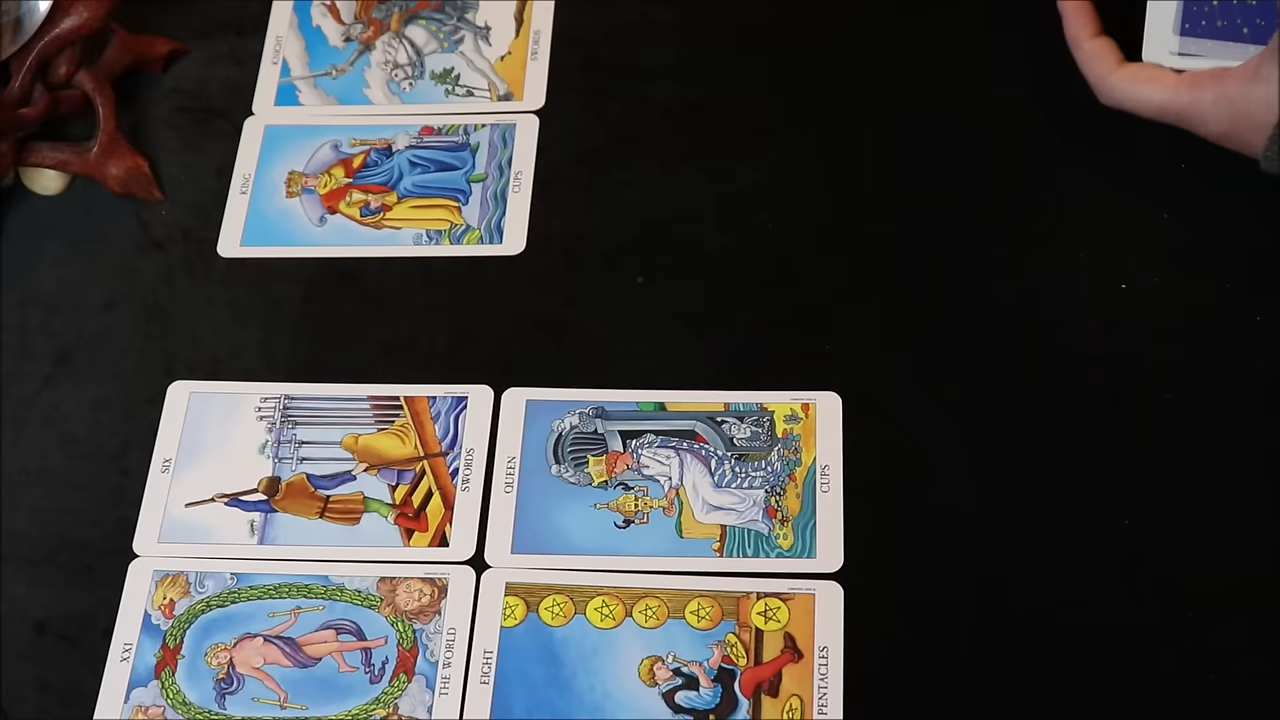 KNIGHT
SWORDS
KING
CUPS
SIX
SWORDS
QUEEN
CUPS
XXI
THE WORLD
EIGHT
PENTACLES